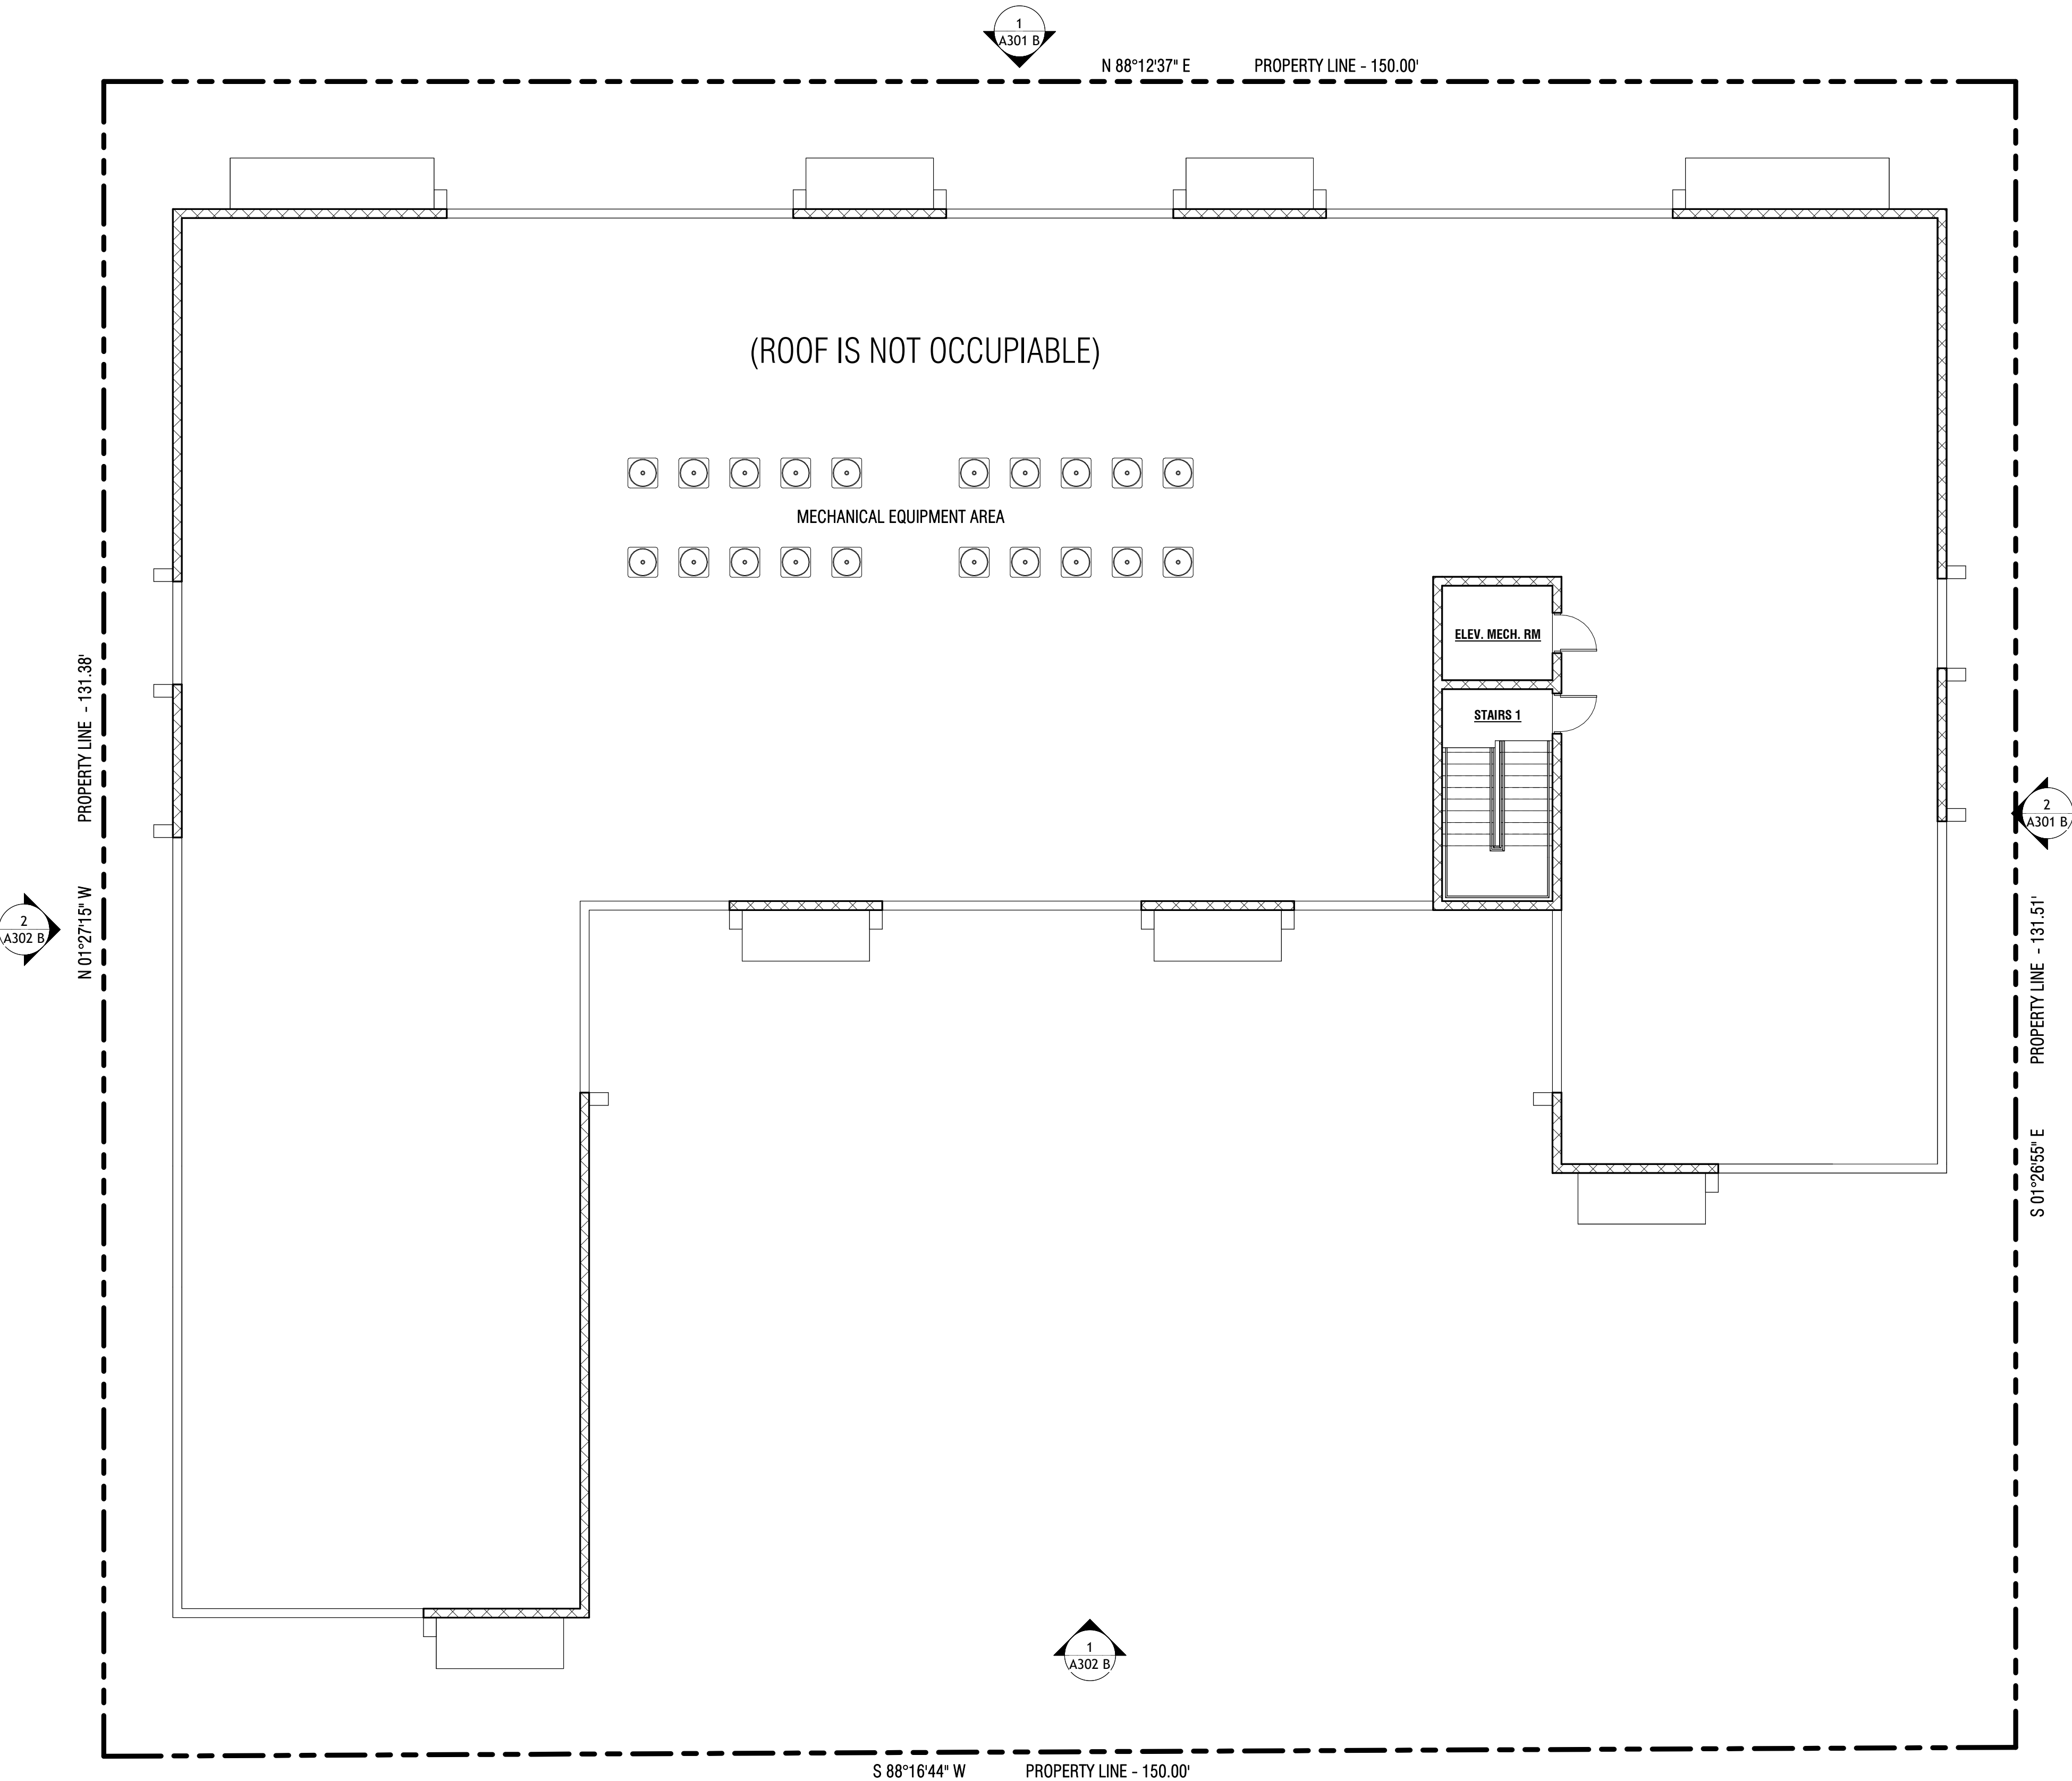 1
A301 B
N 88°12'37" E PROPERTY LINE - 150.00'
(ROOF IS NOT OCCUPIABLE)
MECHANICAL EQUIPMENT AREA
ELEV. MECH. RM
STAIRS 1
N 01°27'15" W PROPERTY LINE - 131.38'
2
A301 B
2
A302 B
S 01°26'55" E PROPERTY LINE - 131.51'
1
A302 B
S 88°16'44" W PROPERTY LINE - 150.00'